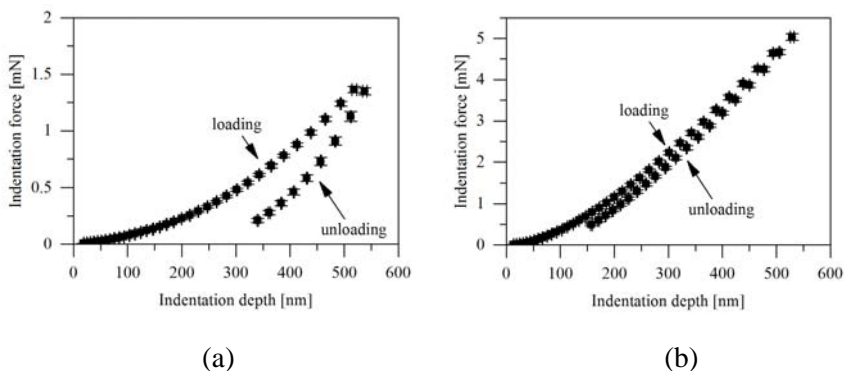 2
1.5
1
0.5
0
Indentation force [mN]
loading
unloading
0 100 200 300 400 500 600
Indentation depth [nm]
(a)
5
4
3
2
1
0
Indentation force [mN]
loading
unloading
0 100 200 300 400 500 600
Indentation depth [nm]
(b)